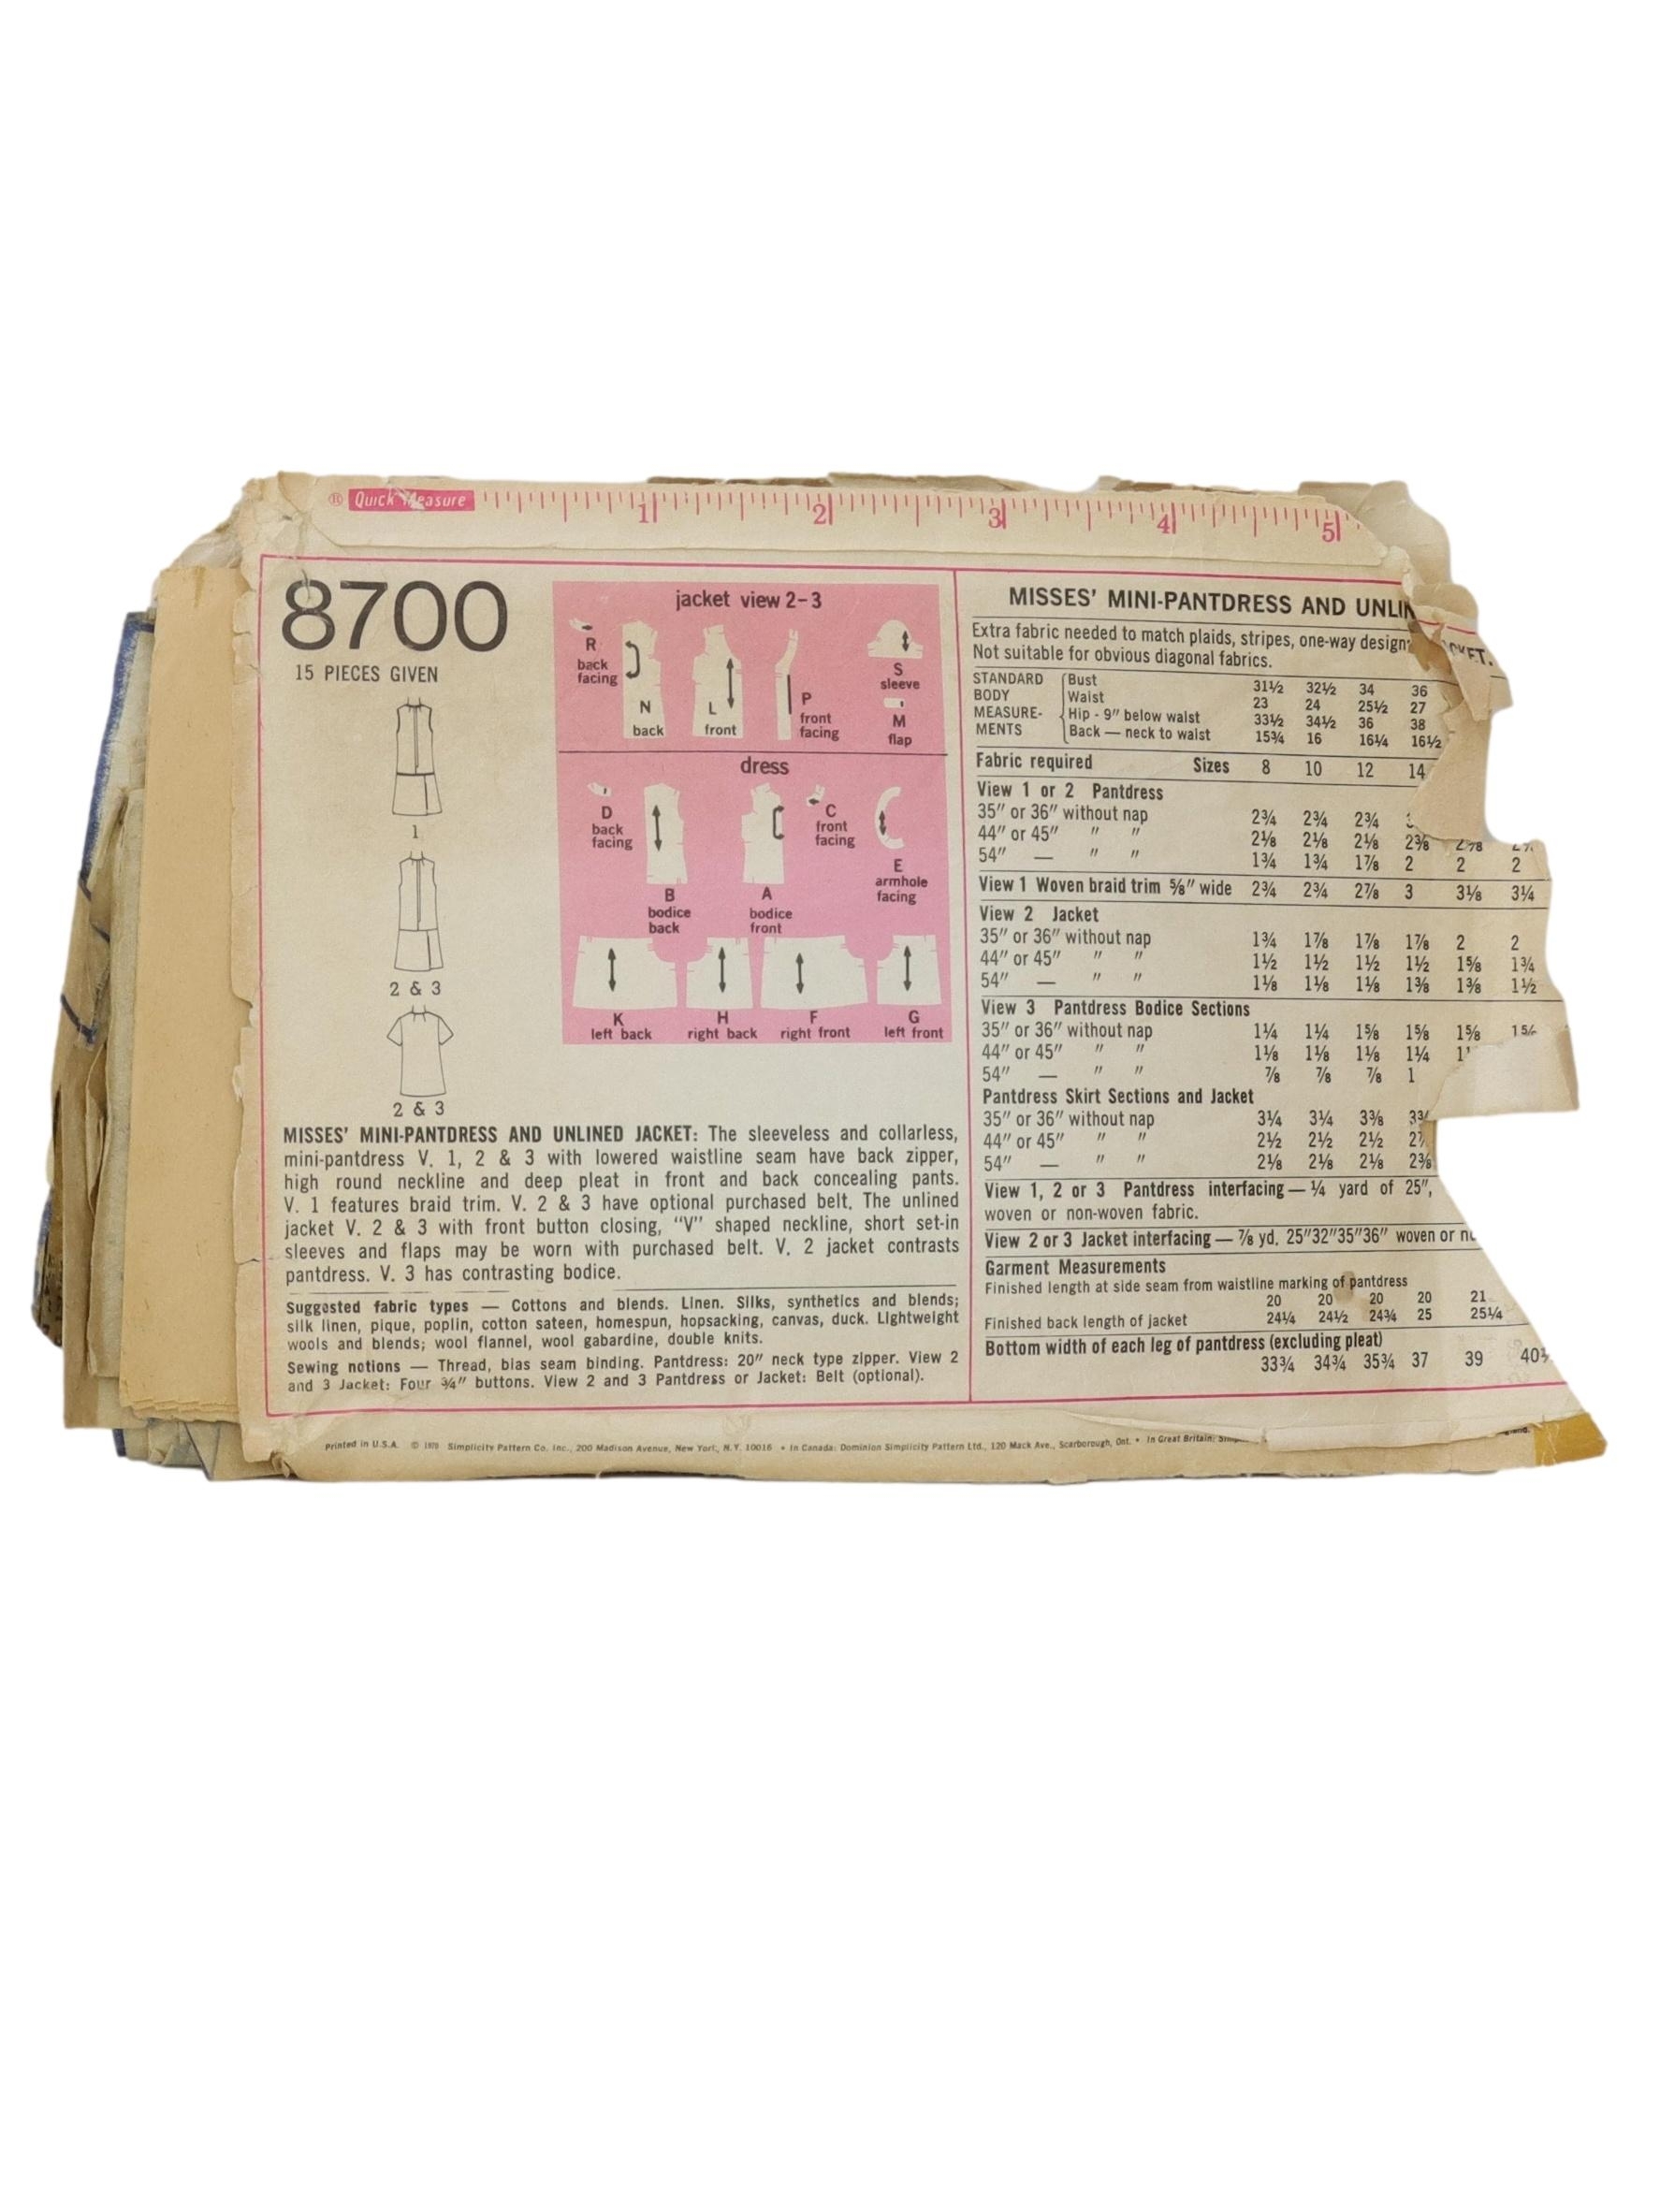 ® Quick Measure 1 2 3 4 5
8700
15 PIECES GIVEN
1
2 & 3
2 & 3
jacket view 2-3
R
back
facing
N
back
L
front
P
front
facing
S
sleeve
M
flap
dress
D
back
facing
B
bodice
back
A
bodice
front
C
front
facing
E
armhole
facing
K
left back
H
right back
F
right front
G
left front
MISSES' MINI-PANTDRESS AND UNLINED JACKET: The sleeveless and collarless,
mini-pantdress V. 1, 2 & 3 with lowered waistline seam have back zipper,
high round neckline and deep pleat in front and back concealing pants.
V. 1 features braid trim. V. 2 & 3 have optional purchased belt. The unlined
jacket V. 2 & 3 with front button closing, "V" shaped neckline, short set-in
sleeves and flaps may be worn with purchased belt. V. 2 jacket contrasts
pantdress. V. 3 has contrasting bodice.
Suggested fabric types — Cottons and blends. Linen. Silks, synthetics and blends;
silk linen, pique, poplin, cotton sateen, homespun, hopsacking, canvas, duck. Lightweight
wools and blends; wool flannel, wool gabardine, double knits.
Sewing notions — Thread, bias seam binding. Pantdress: 20" neck type zipper. View 2
and 3 Jacket: Four ¾" buttons. View 2 and 3 Pantdress or Jacket: Belt (optional).
MISSES' MINI-PANTDRESS AND
Extra fabric needed to match plaids, stripes, one-way
Not suitable for obvious diagonal fabrics.
STANDARD BODY MEASURE-MENTS
Bust 31½ 32½ 34 36
Waist 23 24 25½ 27
Hip - 9" below waist 33½ 34½ 36 38
Back — neck to waist 15¾ 16 16¼ 16½
Fabric required Sizes 8 10 12 14
View 1 or 2 Pantdress
35" or 36" without nap 2¾ 2¾ 2¾
44" or 45" " " 2⅛ 2⅛ 2⅛ 2⅜
54" — " " 1¾ 1¾ 1⅞ 2 2 2
View 1 Woven braid trim ⅝" wide 2¾ 2¾ 2⅞ 3 3⅛ 3¼
View 2 Jacket
35" or 36" without nap 1¾ 1⅞ 1⅞ 1⅞ 2 2
44" or 45" " " 1½ 1½ 1½ 1½ 1⅝ 1¾
54" — " " 1⅛ 1⅛ 1⅛ 1⅜ 1⅜ 1½
View 3 Pantdress Bodice Sections
35" or 36" without nap 1¼ 1¼ 1⅝ 1⅝ 1⅝
44" or 45" " " 1⅛ 1⅛ 1⅛ 1¼
54" — " " ⅞ ⅞ ⅞ 1
Pantdress Skirt Sections and Jacket
35" or 36" without nap 3¼ 3¼ 3⅜
44" or 45" " " 2½ 2½ 2½
54" — " " 2⅛ 2⅛ 2⅛ 2⅜
View 1, 2 or 3 Pantdress interfacing — ¼ yard of 25",
woven or non-woven fabric.
View 2 or 3 Jacket interfacing — ⅞ yd. 25"32"35"36" woven or
Garment Measurements
Finished length at side seam from waistline marking of pantdress
20 20 20 20 21
Finished back length of jacket 24¼ 24½ 24¾ 25 25¼
Bottom width of each leg of pantdress (excluding pleat)
33¾ 34¾ 35¾ 37 39
Printed in U.S.A. © 1970 Simplicity Pattern Co. Inc., 200 Madison Avenue, New York, N.Y. 10016 • In Canada: Dominion Simplicity Pattern Ltd., 120 Mack Ave., Scarborough, Ont. • In Great Britain: